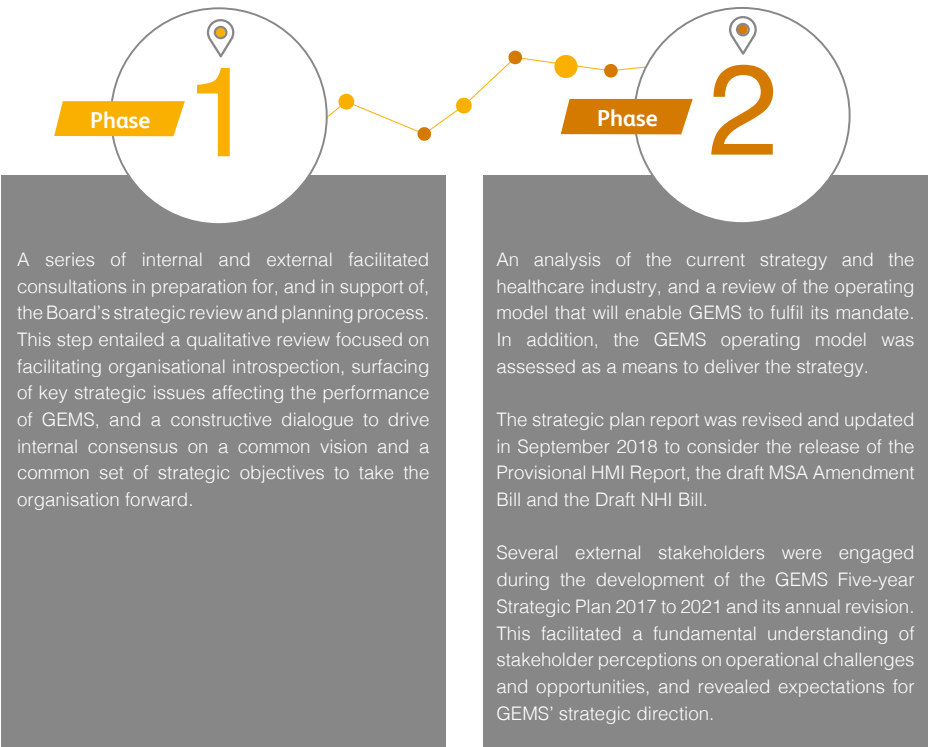 Phase 1
A series of internal and external facilitated
consultations in preparation for, and in support of,
the Board's strategic review and planning process.
This step entailed a qualitative review focused on
facilitating organisational introspection, surfacing
of key strategic issues affecting the performance
of GEMS, and a constructive dialogue to drive
internal consensus on a common vision and a
common set of strategic objectives to take the
organisation forward.
Phase 2
An analysis of the current strategy and the
healthcare industry, and a review of the operating
model that will enable GEMS to fulfil its mandate.
In addition, the GEMS operating model was
assessed as a means to deliver the strategy.
The strategic plan report was revised and updated
in September 2018 to consider the release of the
Provisional HMI Report, the draft MSA Amendment
Bill and the Draft NHI Bill.
Several external stakeholders were engaged
during the development of the GEMS Five-year
Strategic Plan 2017 to 2021 and its annual revision.
This facilitated a fundamental understanding of
stakeholder perceptions on operational challenges
and opportunities, and revealed expectations for
GEMS' strategic direction.